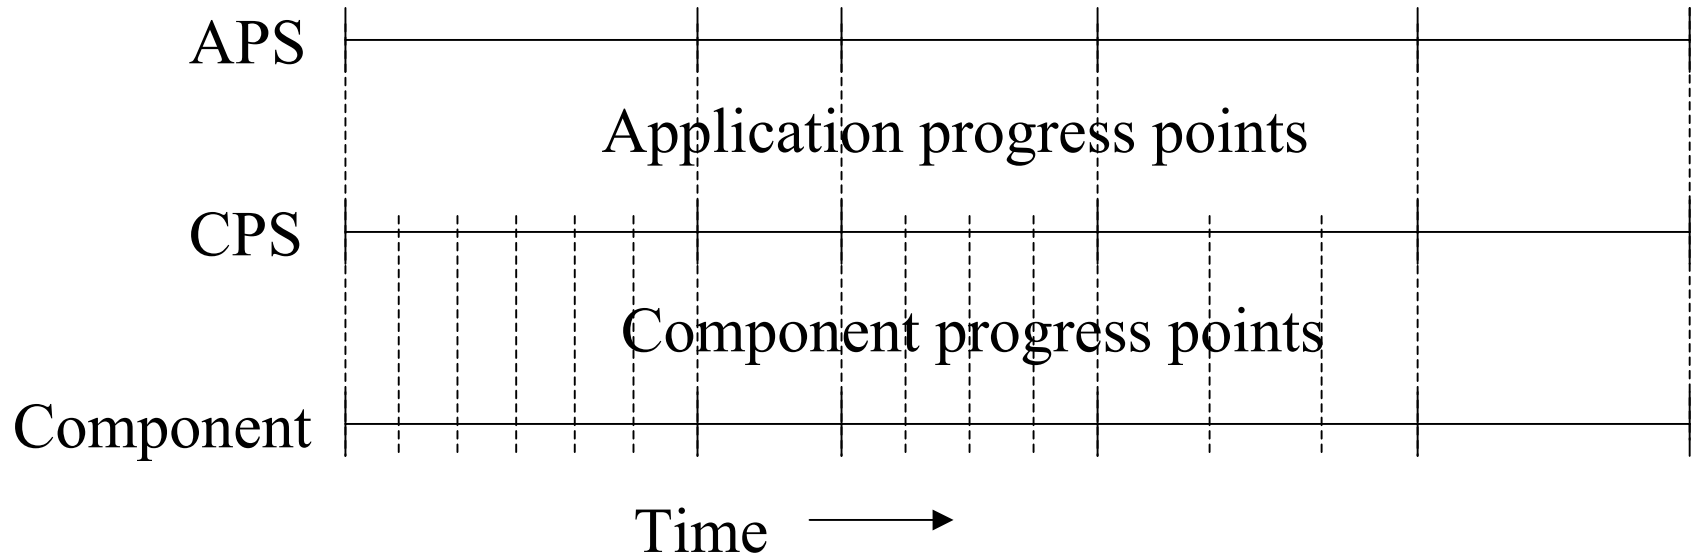 APS
Application progress points
CPS
Component progress points
Component
Time